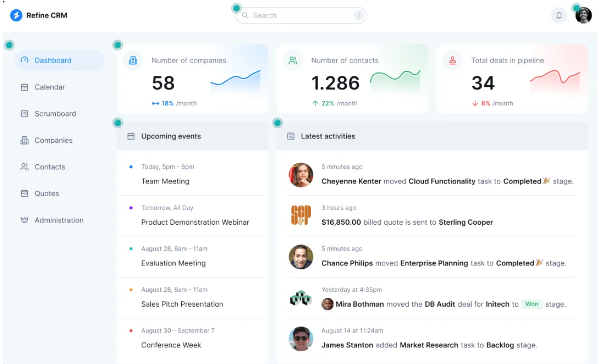 Refine CRM
Search
/
Dashboard
Calendar
Scrumboard
Companies
Contacts
Quotes
Administration
Number of companies
58
18% /month
Number of contacts
1.286
22% /month
Total deals in pipeline
34
8% /month
Upcoming events
Today, 5pm - 6pm
Team Meeting
Tomorrow, All Day
Product Demonstration Webinar
August 28, 8am - 11am
Evaluation Meeting
August 28, 8am - 11am
Sales Pitch Presentation
August 30 - September 7
Conference Week
Latest activities
5 minutes ago
Cheyenne Kenter moved Cloud Functionality task to Completed🎉 stage.
3 hours ago
$16,850.00 billed quote is sent to Sterling Cooper
5 minutes ago
Chance Philips moved Enterprise Planning task to Completed🎉 stage.
Yesterday at 4:35pm
Mira Bothman moved the DB Audit deal for Initech to Won stage.
August 14 at 11:24am
James Stanton added Market Research task to Backlog stage.